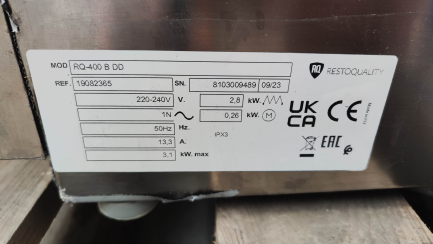 MOD RQ-400 B DD
RQ RESTOQUALITY
REF. 19082365 SN. 8103009489 09/23
220-240V V. 2,8 kW.
1N 0,26 kW. M
50Hz Hz. IPX3
13,3 A.
3,1 kW. max
UK CA CE
EAC